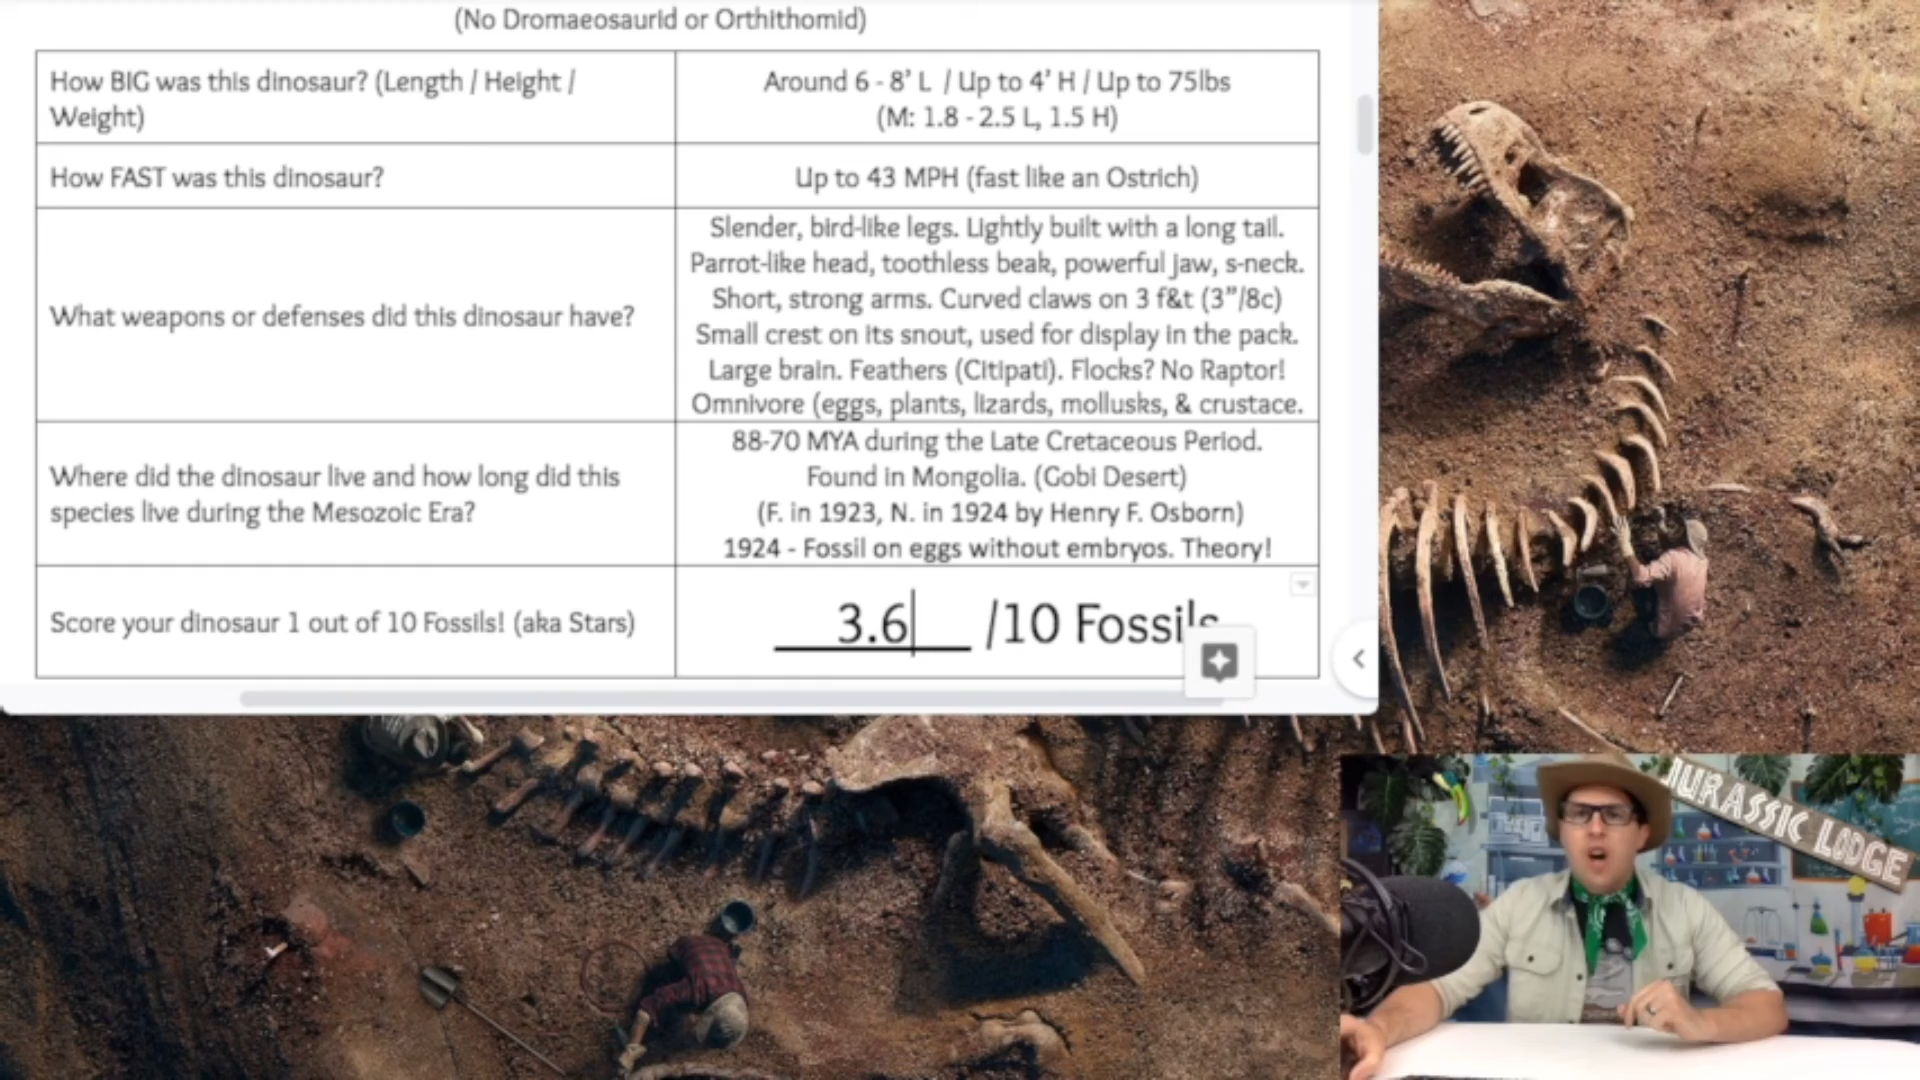 (No Dromaeosaurid or Orthithomid)
How BIG was this dinosaur? (Length / Height /
Weight)
Around 6 - 8' L / Up to 4' H / Up to 75lbs
(M: 1.8 - 2.5 L, 1.5 H)
How FAST was this dinosaur?
Up to 43 MPH (fast like an Ostrich)
What weapons or defenses did this dinosaur have?
Slender, bird-like legs. Lightly built with a long tail.
Parrot-like head, toothless beak, powerful jaw, s-neck.
Short, strong arms. Curved claws on 3 f&t (3"/8c)
Small crest on its snout, used for display in the pack.
Large brain. Feathers (Citipati). Flocks? No Raptor!
Omnivore (eggs, plants, lizards, mollusks, & crustace.
Where did the dinosaur live and how long did this
species live during the Mesozoic Era?
88-70 MYA during the Late Cretaceous Period.
Found in Mongolia. (Gobi Desert)
(F. in 1923, N. in 1924 by Henry F. Osborn)
1924 - Fossil on eggs without embryos. Theory!
Score your dinosaur 1 out of 10 Fossils! (aka Stars)
3.6 /10 Fossils
JURASSIC LODGE